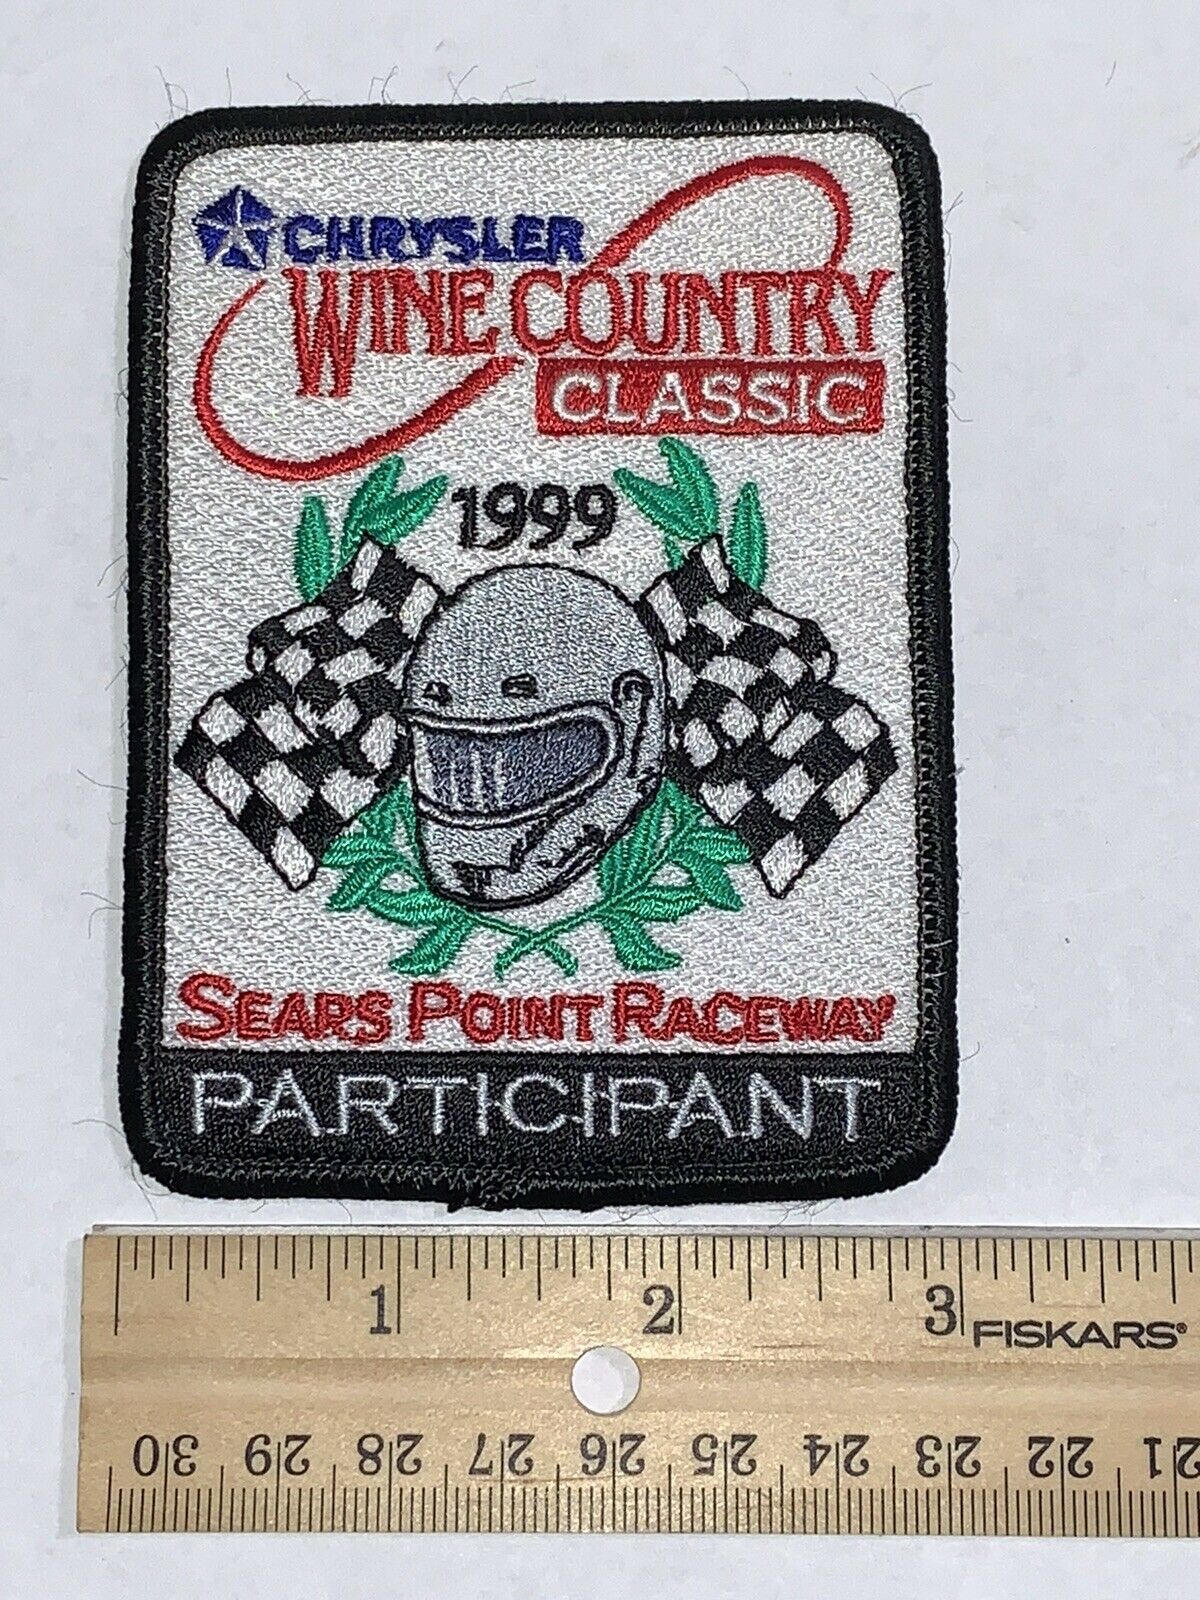 CHRYSLER
WINE COUNTRY
CLASSIC
1999
SEARS POINT RACEWAY
PARTICIPANT
1 2 3 FISKARS®
30 29 28 27 26 25 24 23 22 21